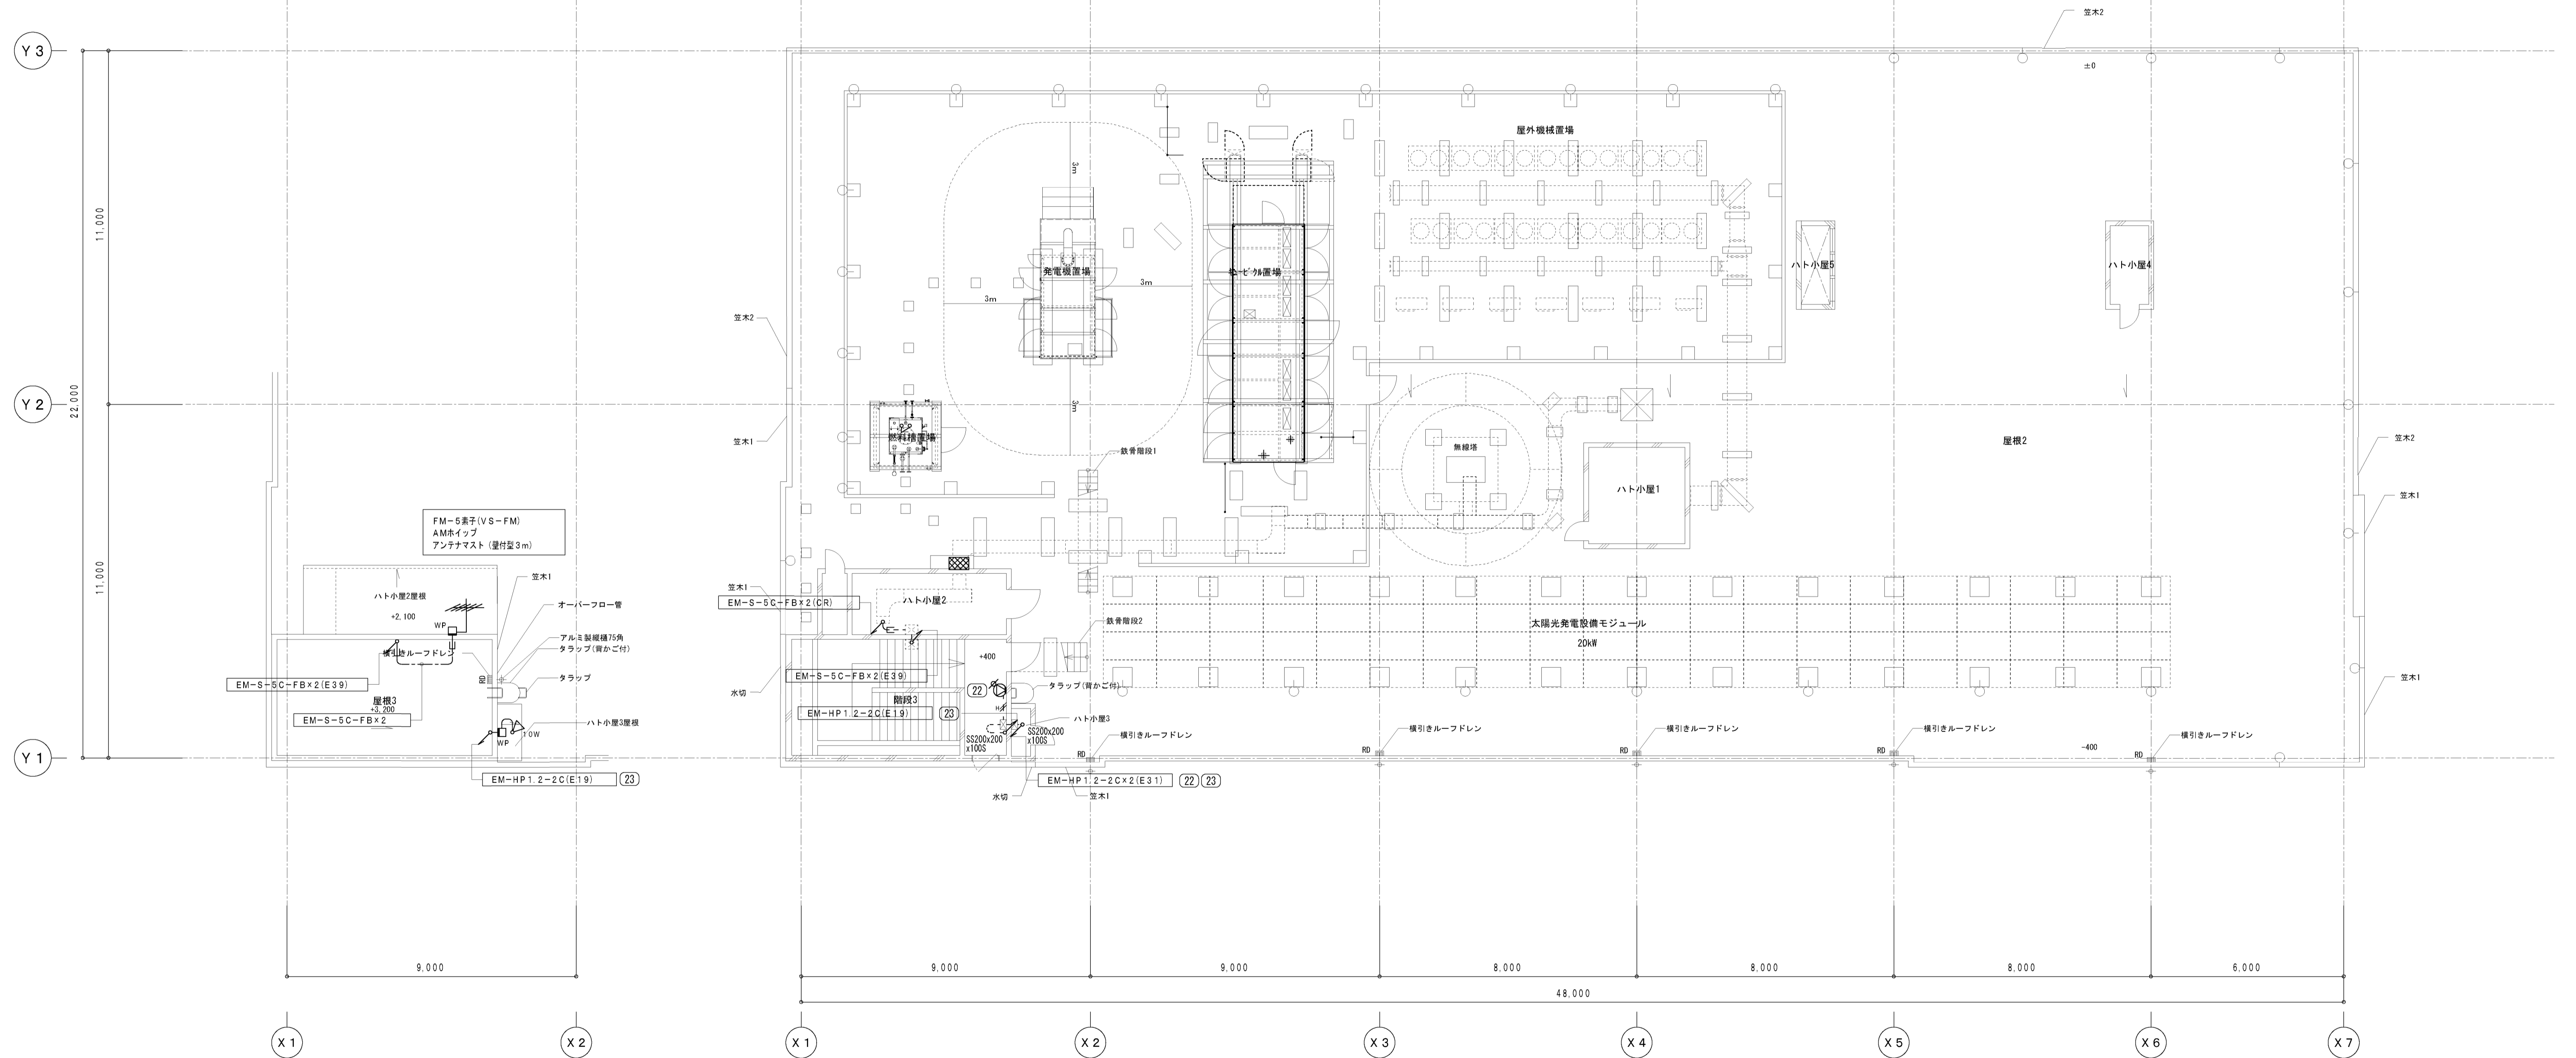 笠木2
Y3
±0
3m
屋外機械置場
11,000
発電機置場
キュービクル置場
ハト小屋5
ハト小屋4
3m
3m
笠木2
22,000
Y2
3m
笠木1
燃料槽置場
鉄骨階段1
無線塔
屋根2
笠木2
ハト小屋1
笠木1
FM-5素子(VS-FM)
AMホイップ
アンテナマスト(壁付型3m)
11,000
笠木1
笠木1
ハト小屋2屋根
+2,100
オーバーフロー管
EM-S-5C-FB×2(CR)
ハト小屋2
WP
アルミ製縦樋75角
タラップ(背かご付)
横引きルーフドレン
鉄骨階段2
太陽光発電設備モジュール
20kW
+400
RD
タラップ
EM-S-5C-FB×2(E39)
EM-S-5C-FB×2(E39)
水切
22
タラップ(背かご付)
笠木1
屋根3
+3,200
階段3
EM-S-5C-FB×2
EM-HP1.2-2C(E19)
23
ハト小屋3
ハト小屋3屋根
10W
WP
SS200x200
x100S
SS200x200
x100S
横引きルーフドレン
横引きルーフドレン
横引きルーフドレン
横引きルーフドレン
横引きルーフドレン
RD
RD
RD
RD
RD
-400
Y1
EM-HP1.2-2C(E19)
23
EM-HP1.2-2C×2(E31)
22
23
水切
笠木1
9,000
9,000
9,000
8,000
8,000
8,000
6,000
48,000
X1
X2
X1
X2
X3
X4
X5
X6
X7